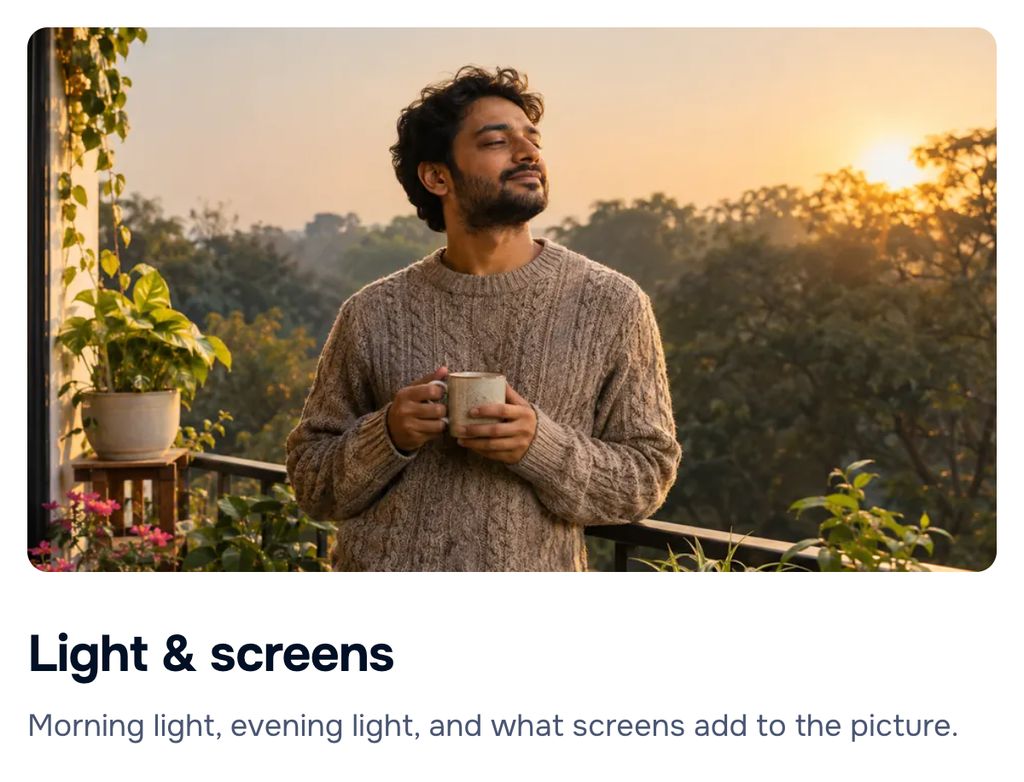 Light & screens
Morning light, evening light, and what screens add to the picture.